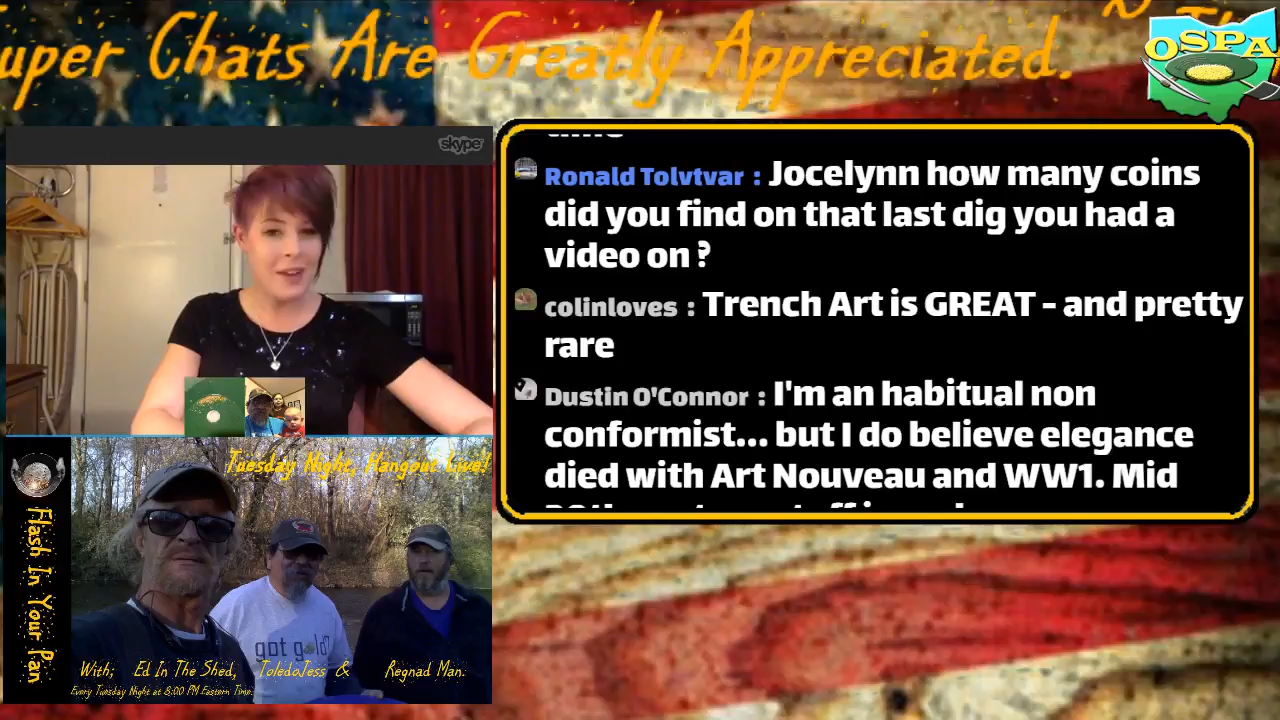 uper Chats Are Greatly Appreciated. ~
OSPA
skype
Ronald Tolvtvar : Jocelynn how many coins
did you find on that last dig you had a
video on ?
colinloves : Trench Art is GREAT - and pretty
rare
Dustin O'Connor : I'm an habitual non
conformist... but I do believe elegance
died with Art Nouveau and WW1. Mid
Tuesday Night, Hangout Live!
Flash In Your Pan
got gold?
With; Ed In The Shed, ToledoJess & Regnad Man.
Every Tuesday Night at 8:00 PM Eastern Time.